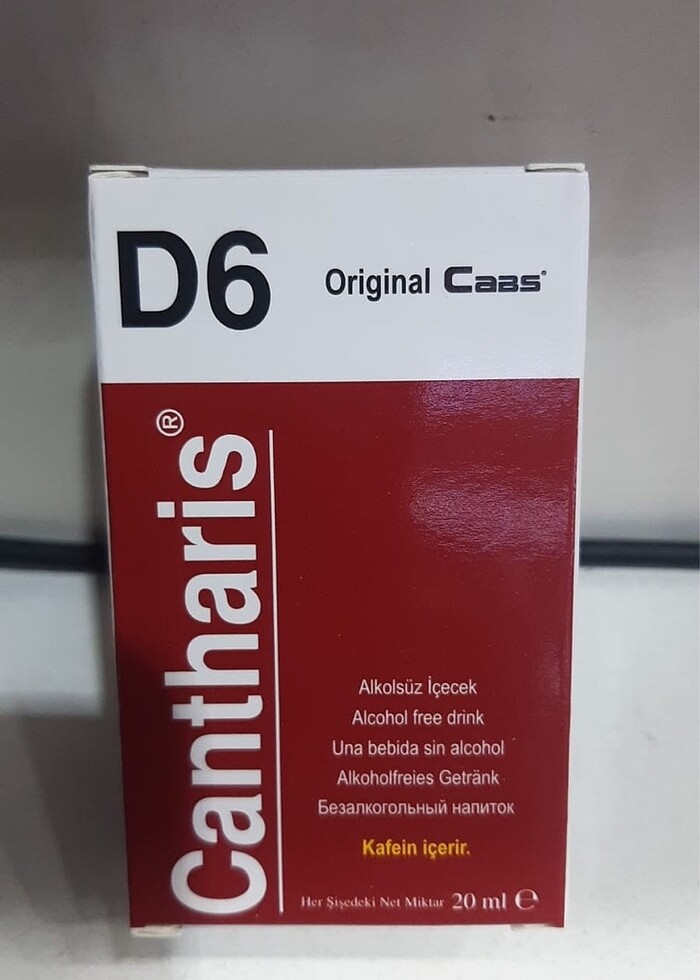 D6
Original CABS®
Cantharis®
Alkolsüz İçecek
Alcohol free drink
Una bebida sin alcohol
Alkoholfreies Getränk
Безалкогольный напиток
Kafein içerir.
Her Şişedeki Net Miktar 20 ml ℮